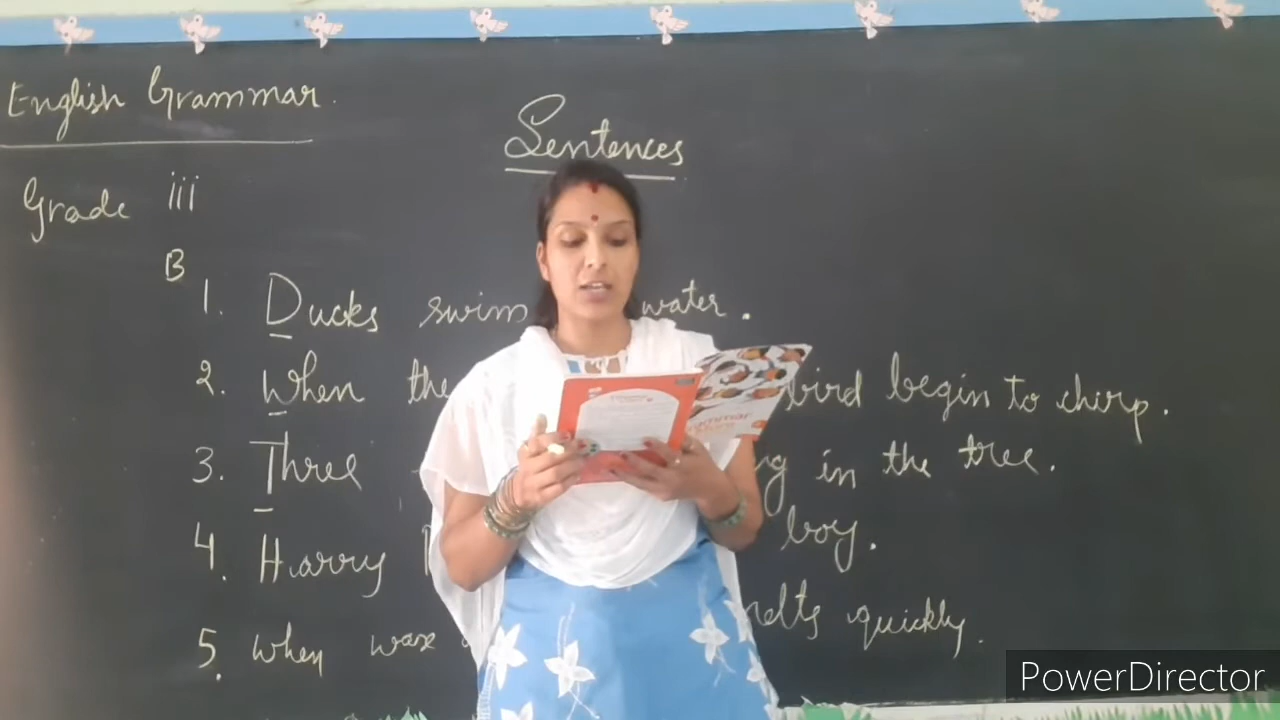 English Grammar.
Sentences
Grade iii
B
1. Ducks swim water.
2. When the bird begin to chirp.
3. Three in the tree.
4. Harry boy.
5. when wax melts quickly.
PowerDirector